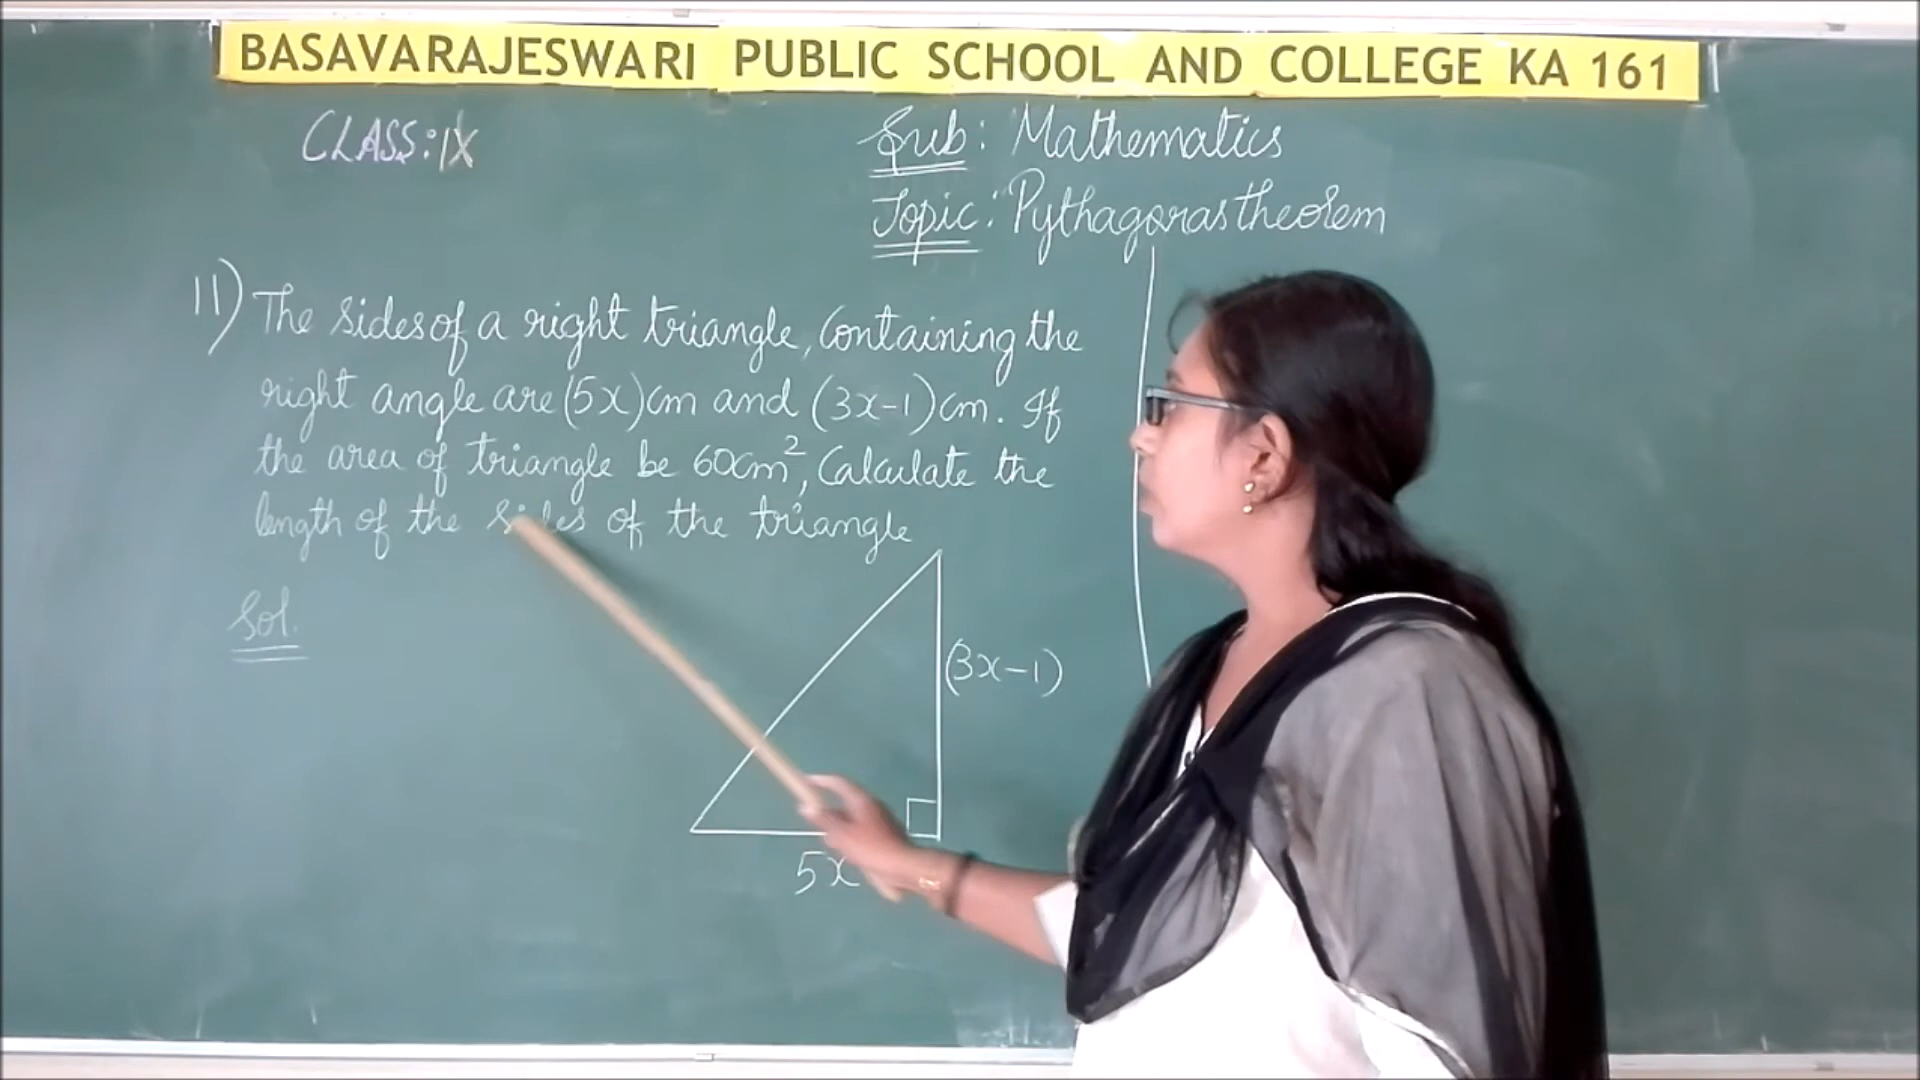 BASAVARAJESWARI PUBLIC SCHOOL AND COLLEGE KA 161
CLASS: IX
Sub: Mathematics
Topic: Pythagoras theorem
11) The sides of a right triangle, Containing the
right angle are (5x)cm and (3x-1)cm. If
the area of triangle be 60cm², Calculate the
length of the sides of the triangle
Sol.
(3x-1)
5x